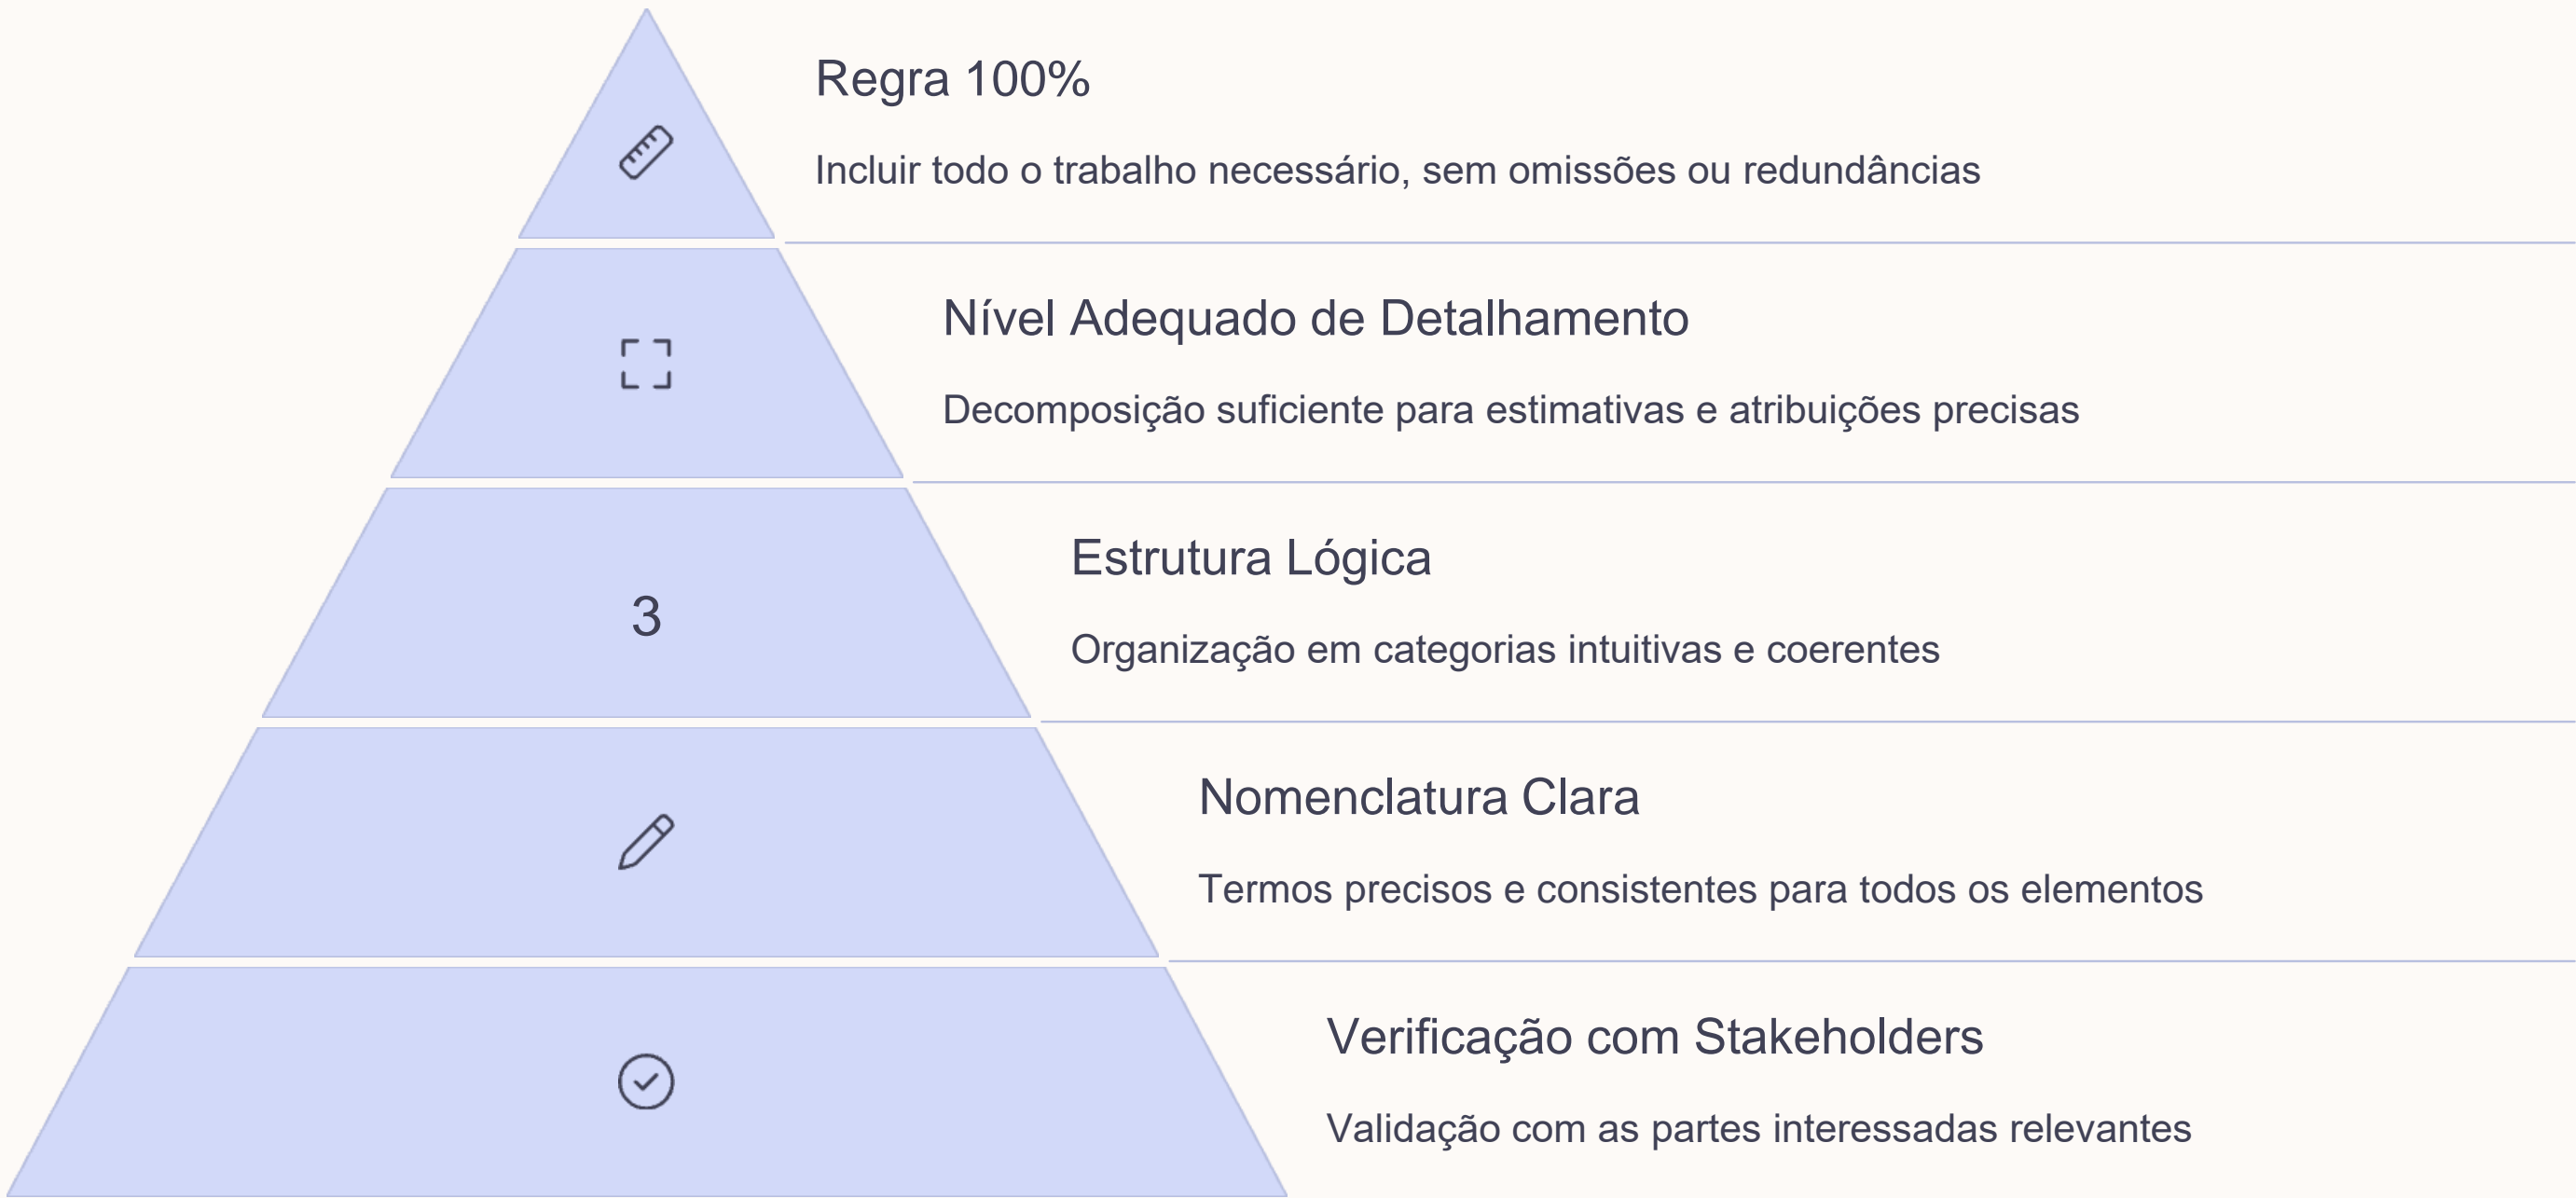 Regra 100%
Incluir todo o trabalho necessário, sem omissões ou redundâncias
Nível Adequado de Detalhamento
Decomposição suficiente para estimativas e atribuições precisas
3
Estrutura Lógica
Organização em categorias intuitivas e coerentes
Nomenclatura Clara
Termos precisos e consistentes para todos os elementos
Verificação com Stakeholders
Validação com as partes interessadas relevantes